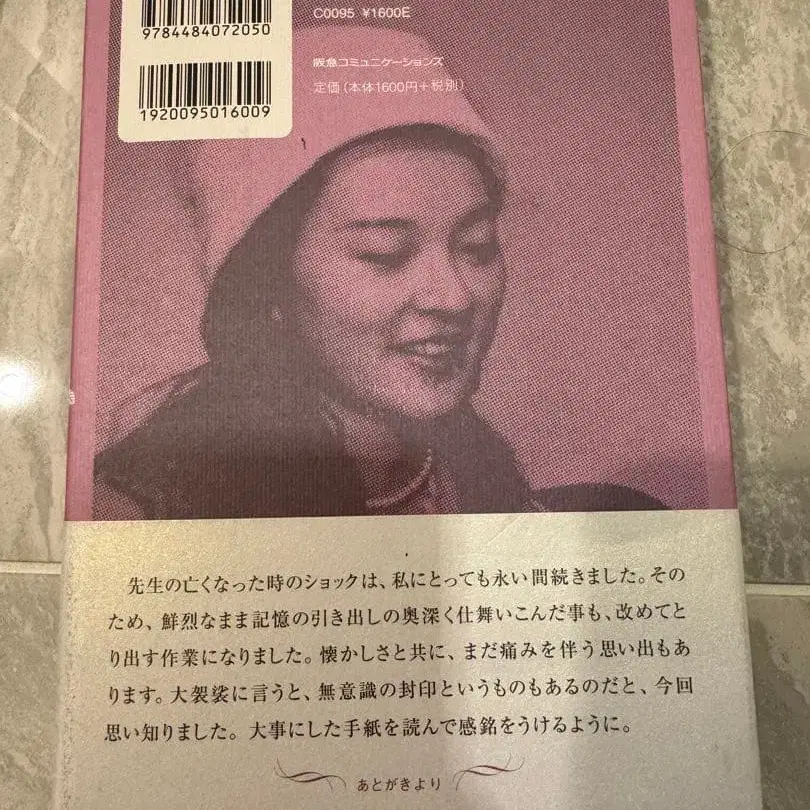 9784484072050
C0095 ¥1600E
阪急コミュニケーションズ
定価(本体1600円+税別)
1920095016009
先生の亡くなった時のショックは、私にとっても永い間続きました。その
ため、鮮烈なまま記憶の引き出しの奥深く仕舞いこんだ事も、改めてと
り出す作業になりました。懐かしさと共に、まだ痛みを伴う思い出もあ
ります。大袈裟に言うと、無意識の封印というものもあるのだと、今回
思い知りました。大事にした手紙を読んで感銘をうけるように。
あとがきより